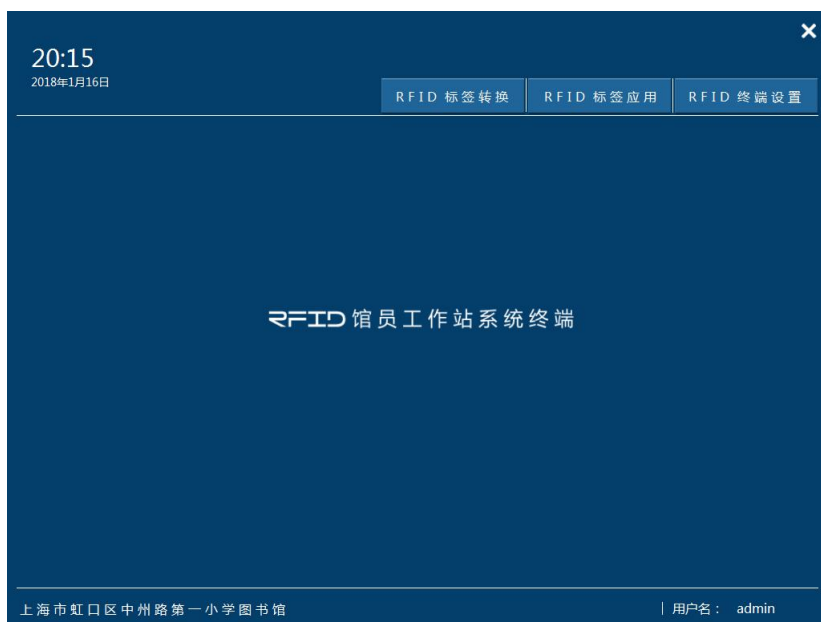 20:15
2018年1月16日
RFID 标签转换 RFID 标签应用 RFID 终端设置
RFID 馆员工作站系统终端
上海市虹口区中州路第一小学图书馆 用户名： admin